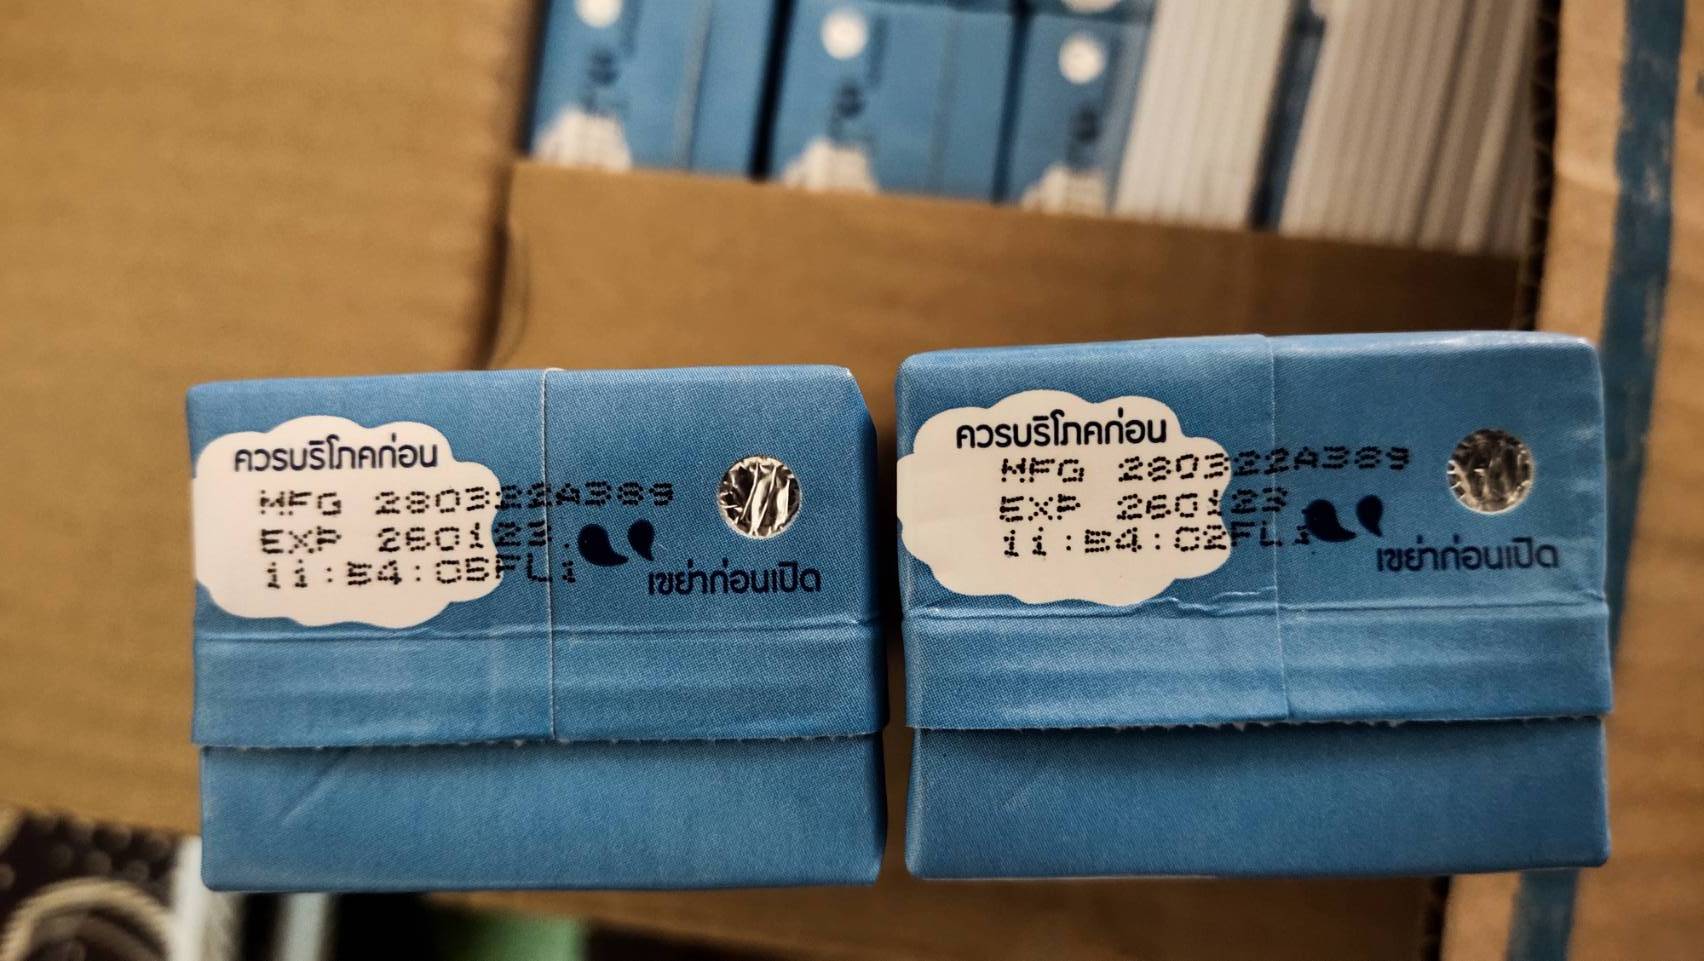 ควรบริโภคก่อน
MFG 280322A389
EXP 260123
11:54:05FL1
เขย่าก่อนเปิด
ควรบริโภคก่อน
MFG 280322A389
EXP 260123
11:54:02FL1
เขย่าก่อนเปิด